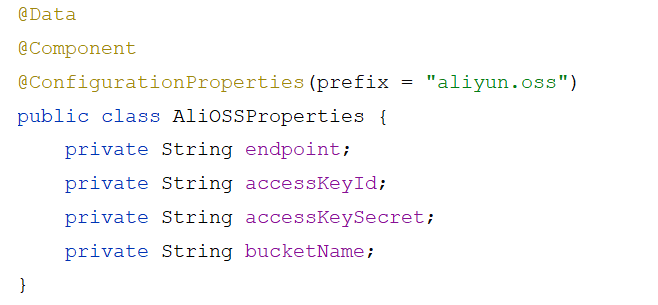 @Data
@Component
@ConfigurationProperties(prefix = "aliyun.oss")
public class AliOSSProperties {
    private String endpoint;
    private String accessKeyId;
    private String accessKeySecret;
    private String bucketName;
}